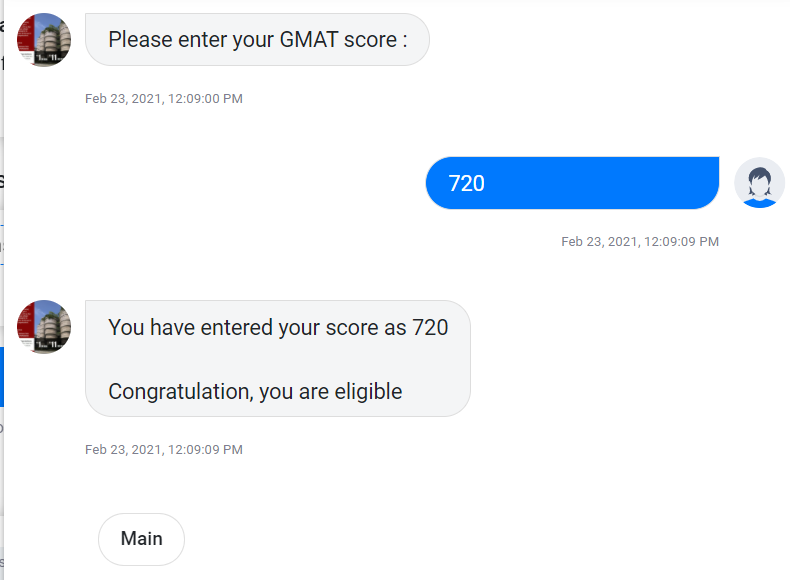 Please enter your GMAT score :
Feb 23, 2021, 12:09:00 PM
720
Feb 23, 2021, 12:09:09 PM
You have entered your score as 720
Congratulation, you are eligible
Feb 23, 2021, 12:09:09 PM
Main